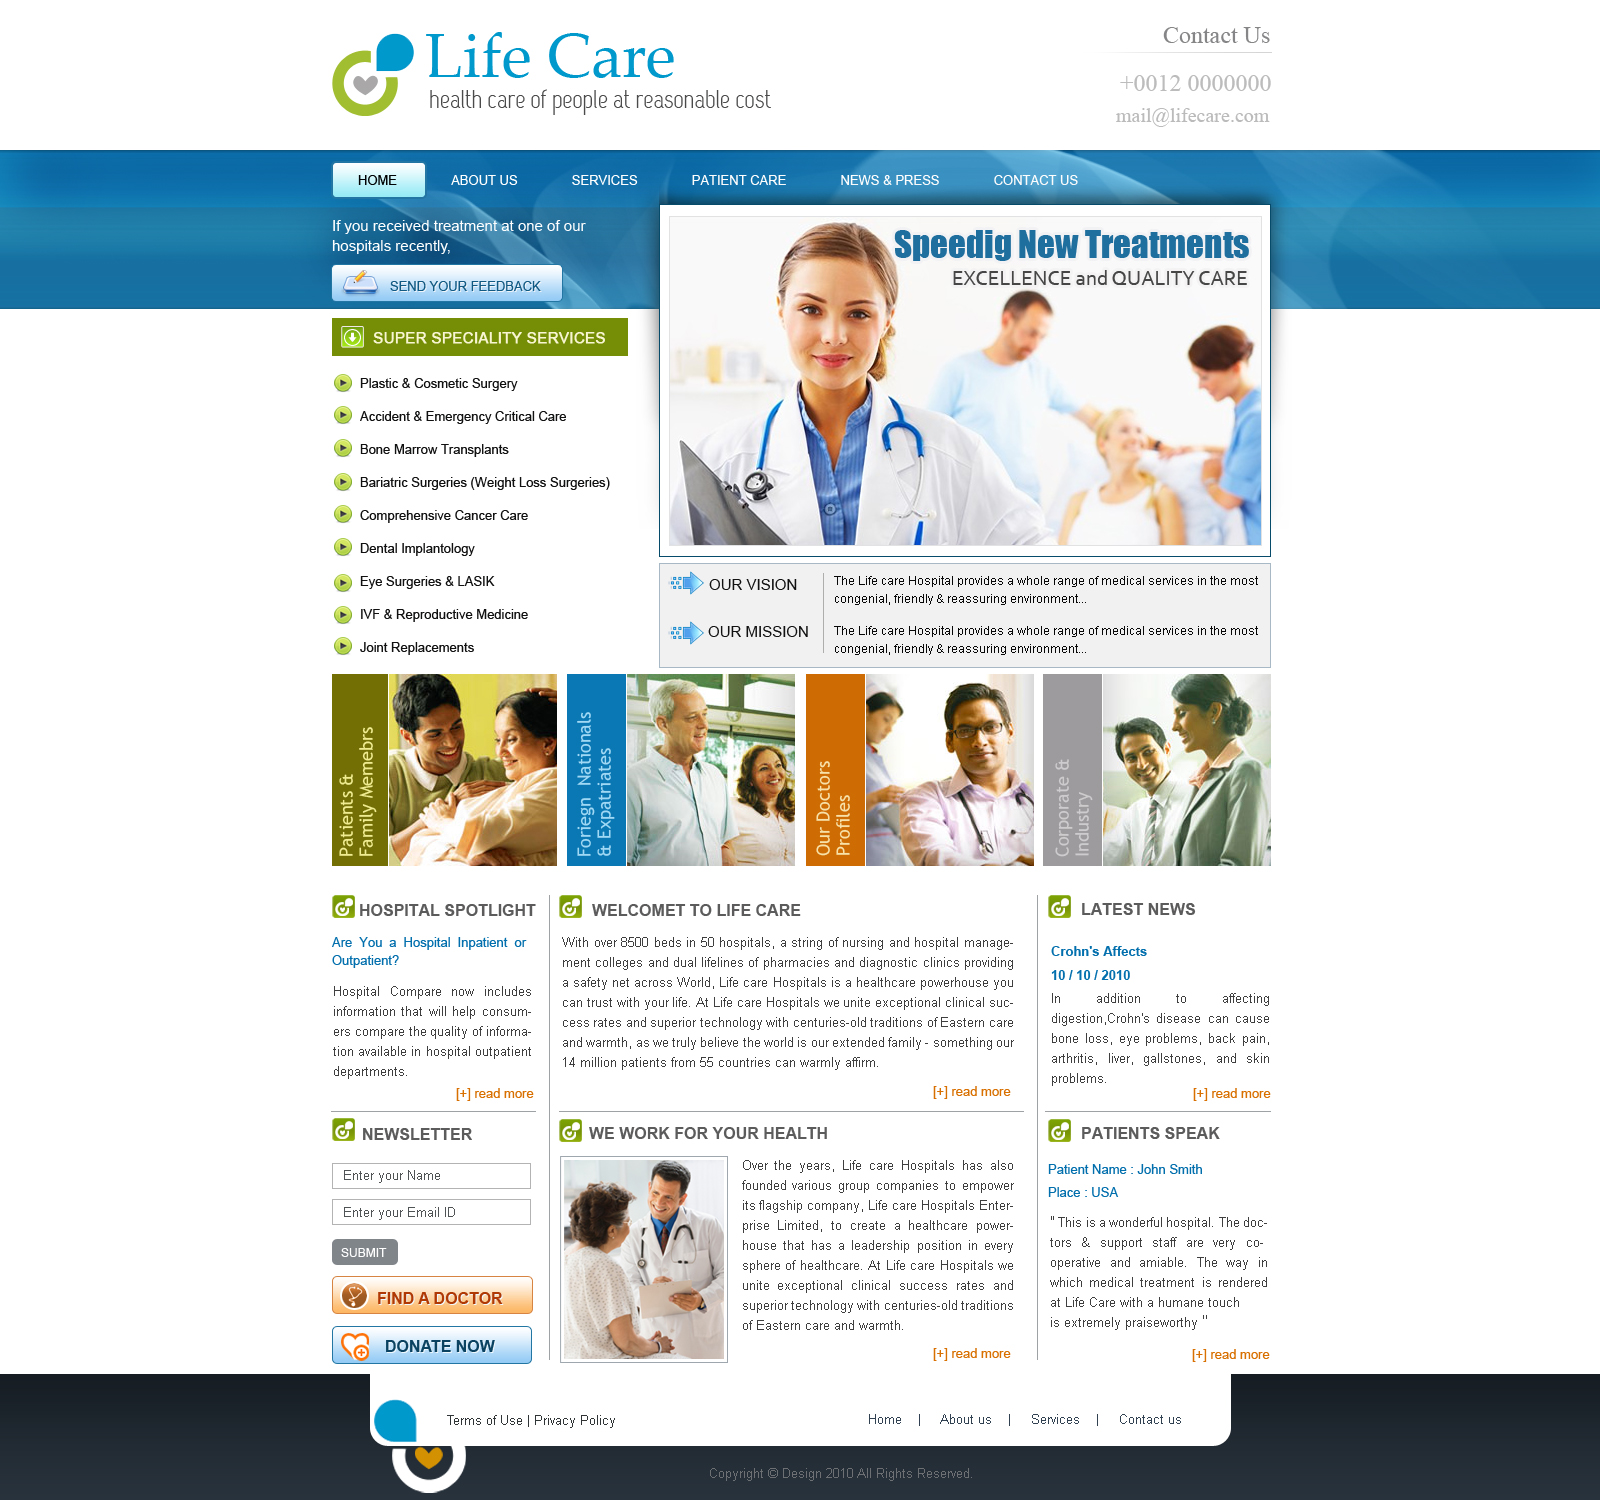 Life Care
health care of people at reasonable cost
Contact Us
+0012 0000000
mail@lifecare.com
HOME
ABOUT US
SERVICES
PATIENT CARE
NEWS & PRESS
CONTACT US
If you received treatment at one of our
hospitals recently,
SEND YOUR FEEDBACK
Speedig New Treatments
EXCELLENCE and QUALITY CARE
SUPER SPECIALITY SERVICES
Plastic & Cosmetic Surgery
Accident & Emergency Critical Care
Bone Marrow Transplants
Bariatric Surgeries (Weight Loss Surgeries)
Comprehensive Cancer Care
Dental Implantology
Eye Surgeries & LASIK
IVF & Reproductive Medicine
Joint Replacements
OUR VISION
The Life care Hospital provides a whole range of medical services in the most
congenial, friendly & reassuring environment...
OUR MISSION
The Life care Hospital provides a whole range of medical services in the most
congenial, friendly & reassuring environment...
Patients &
Family Memebrs
Foriegn Nationals
& Expatriates
Our Doctors
Profiles
Corporate &
Industry
HOSPITAL SPOTLIGHT
Are You a Hospital Inpatient or
Outpatient?
Hospital Compare now includes
information that will help consum-
ers compare the quality of informa-
tion available in hospital outpatient
departments.
[+] read more
WELCOMET TO LIFE CARE
With over 8500 beds in 50 hospitals, a string of nursing and hospital manage-
ment colleges and dual lifelines of pharmacies and diagnostic clinics providing
a safety net across World, Life care Hospitals is a healthcare powerhouse you
can trust with your life. At Life care Hospitals we unite exceptional clinical suc-
cess rates and superior technology with centuries-old traditions of Eastern care
and warmth, as we truly believe the world is our extended family - something our
14 million patients from 55 countries can warmly affirm.
[+] read more
LATEST NEWS
Crohn's Affects
10 / 10 / 2010
In addition to affecting
digestion,Crohn's disease can cause
bone loss, eye problems, back pain,
arthritis, liver, gallstones, and skin
problems.
[+] read more
NEWSLETTER
Enter your Name
Enter your Email ID
SUBMIT
FIND A DOCTOR
DONATE NOW
WE WORK FOR YOUR HEALTH
Over the years, Life care Hospitals has also
founded various group companies to empower
its flagship company, Life care Hospitals Enter-
prise Limited, to create a healthcare power-
house that has a leadership position in every
sphere of healthcare. At Life care Hospitals we
unite exceptional clinical success rates and
superior technology with centuries-old traditions
of Eastern care and warmth.
[+] read more
PATIENTS SPEAK
Patient Name : John Smith
Place : USA
" This is a wonderful hospital. The doc-
tors & support staff are very co-
operative and amiable. The way in
which medical treatment is rendered
at Life Care with a humane touch
is extremely praiseworthy "
[+] read more
Terms of Use | Privacy Policy
Home | About us | Services | Contact us
Copyright © Design 2010 All Rights Reserved.